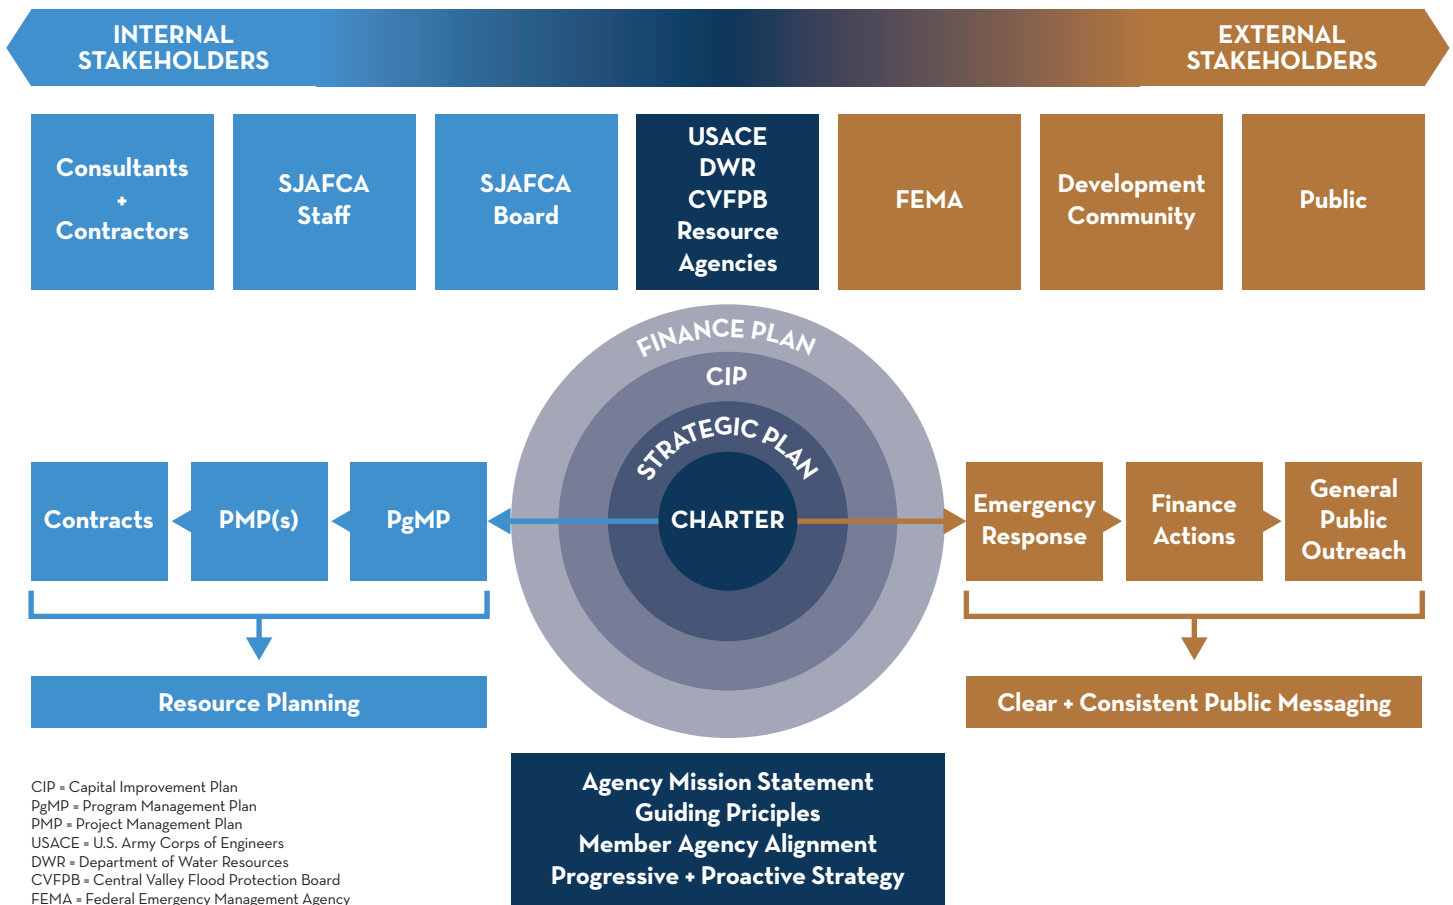 INTERNAL
STAKEHOLDERS
EXTERNAL
STAKEHOLDERS
Consultants
+
Contractors
SJAFCA
Staff
SJAFCA
Board
USACE
DWR
CVFPB
Resource
Agencies
FEMA
Development
Community
Public
FINANCE PLAN
CIP
STRATEGIC PLAN
CHARTER
Contracts
PMP(s)
PgMP
Emergency
Response
Finance
Actions
General
Public
Outreach
Resource Planning
Clear + Consistent Public Messaging
Agency Mission Statement
Guiding Priciples
Member Agency Alignment
Progressive + Proactive Strategy
CIP = Capital Improvement Plan
PgMP = Program Management Plan
PMP = Project Management Plan
USACE = U.S. Army Corps of Engineers
DWR = Department of Water Resources
CVFPB = Central Valley Flood Protection Board
FEMA = Federal Emergency Management Agency